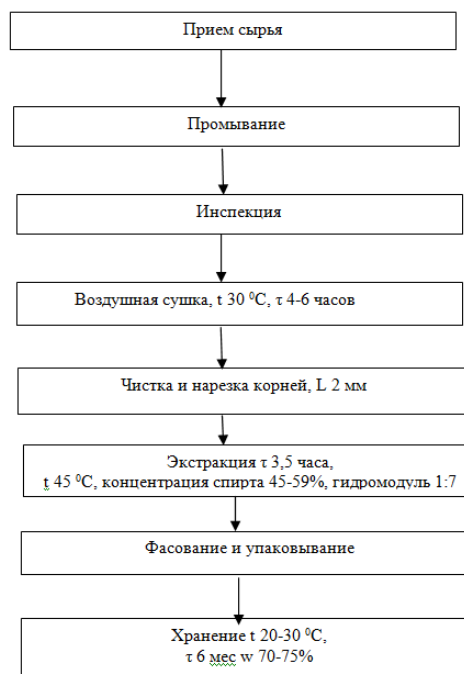 Прием сырья
Промывание
Инспекция
Воздушная сушка, t 30 ⁰С, τ 4-6 часов
Чистка и нарезка корней, L 2 мм
Экстракция τ 3,5 часа,
t 45 ⁰С, концентрация спирта 45-59%, гидромодуль 1:7
Фасование и упаковывание
Хранение t 20-30 ⁰С,
τ 6 мес w 70-75%